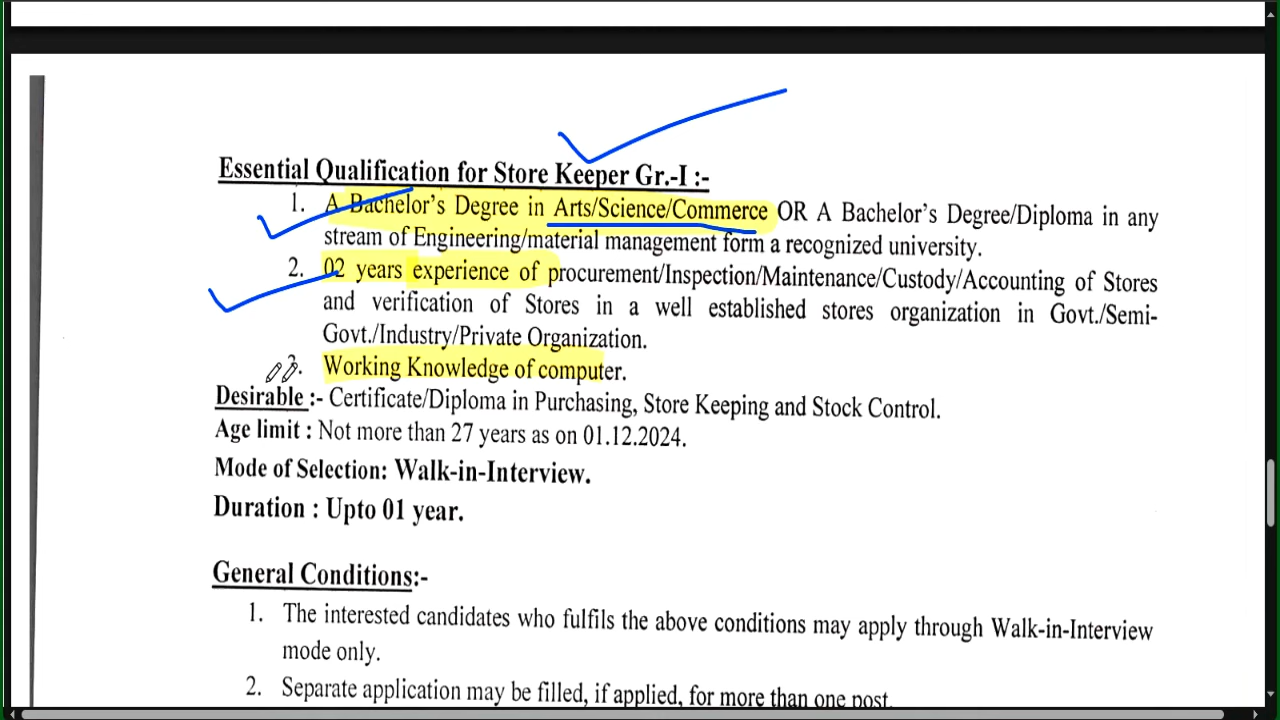 Essential Qualification for Store Keeper Gr.-I :-
1. A Bachelor's Degree in Arts/Science/Commerce OR A Bachelor's Degree/Diploma in any
stream of Engineering/material management form a recognized university.
2. 02 years experience of procurement/Inspection/Maintenance/Custody/Accounting of Stores
and verification of Stores in a well established stores organization in Govt./Semi-
Govt./Industry/Private Organization.
3. Working Knowledge of computer.
Desirable :- Certificate/Diploma in Purchasing, Store Keeping and Stock Control.
Age limit : Not more than 27 years as on 01.12.2024.
Mode of Selection: Walk-in-Interview.
Duration : Upto 01 year.
General Conditions:-
1. The interested candidates who fulfils the above conditions may apply through Walk-in-Interview
mode only.
2. Separate application may be filled, if applied, for more than one post.